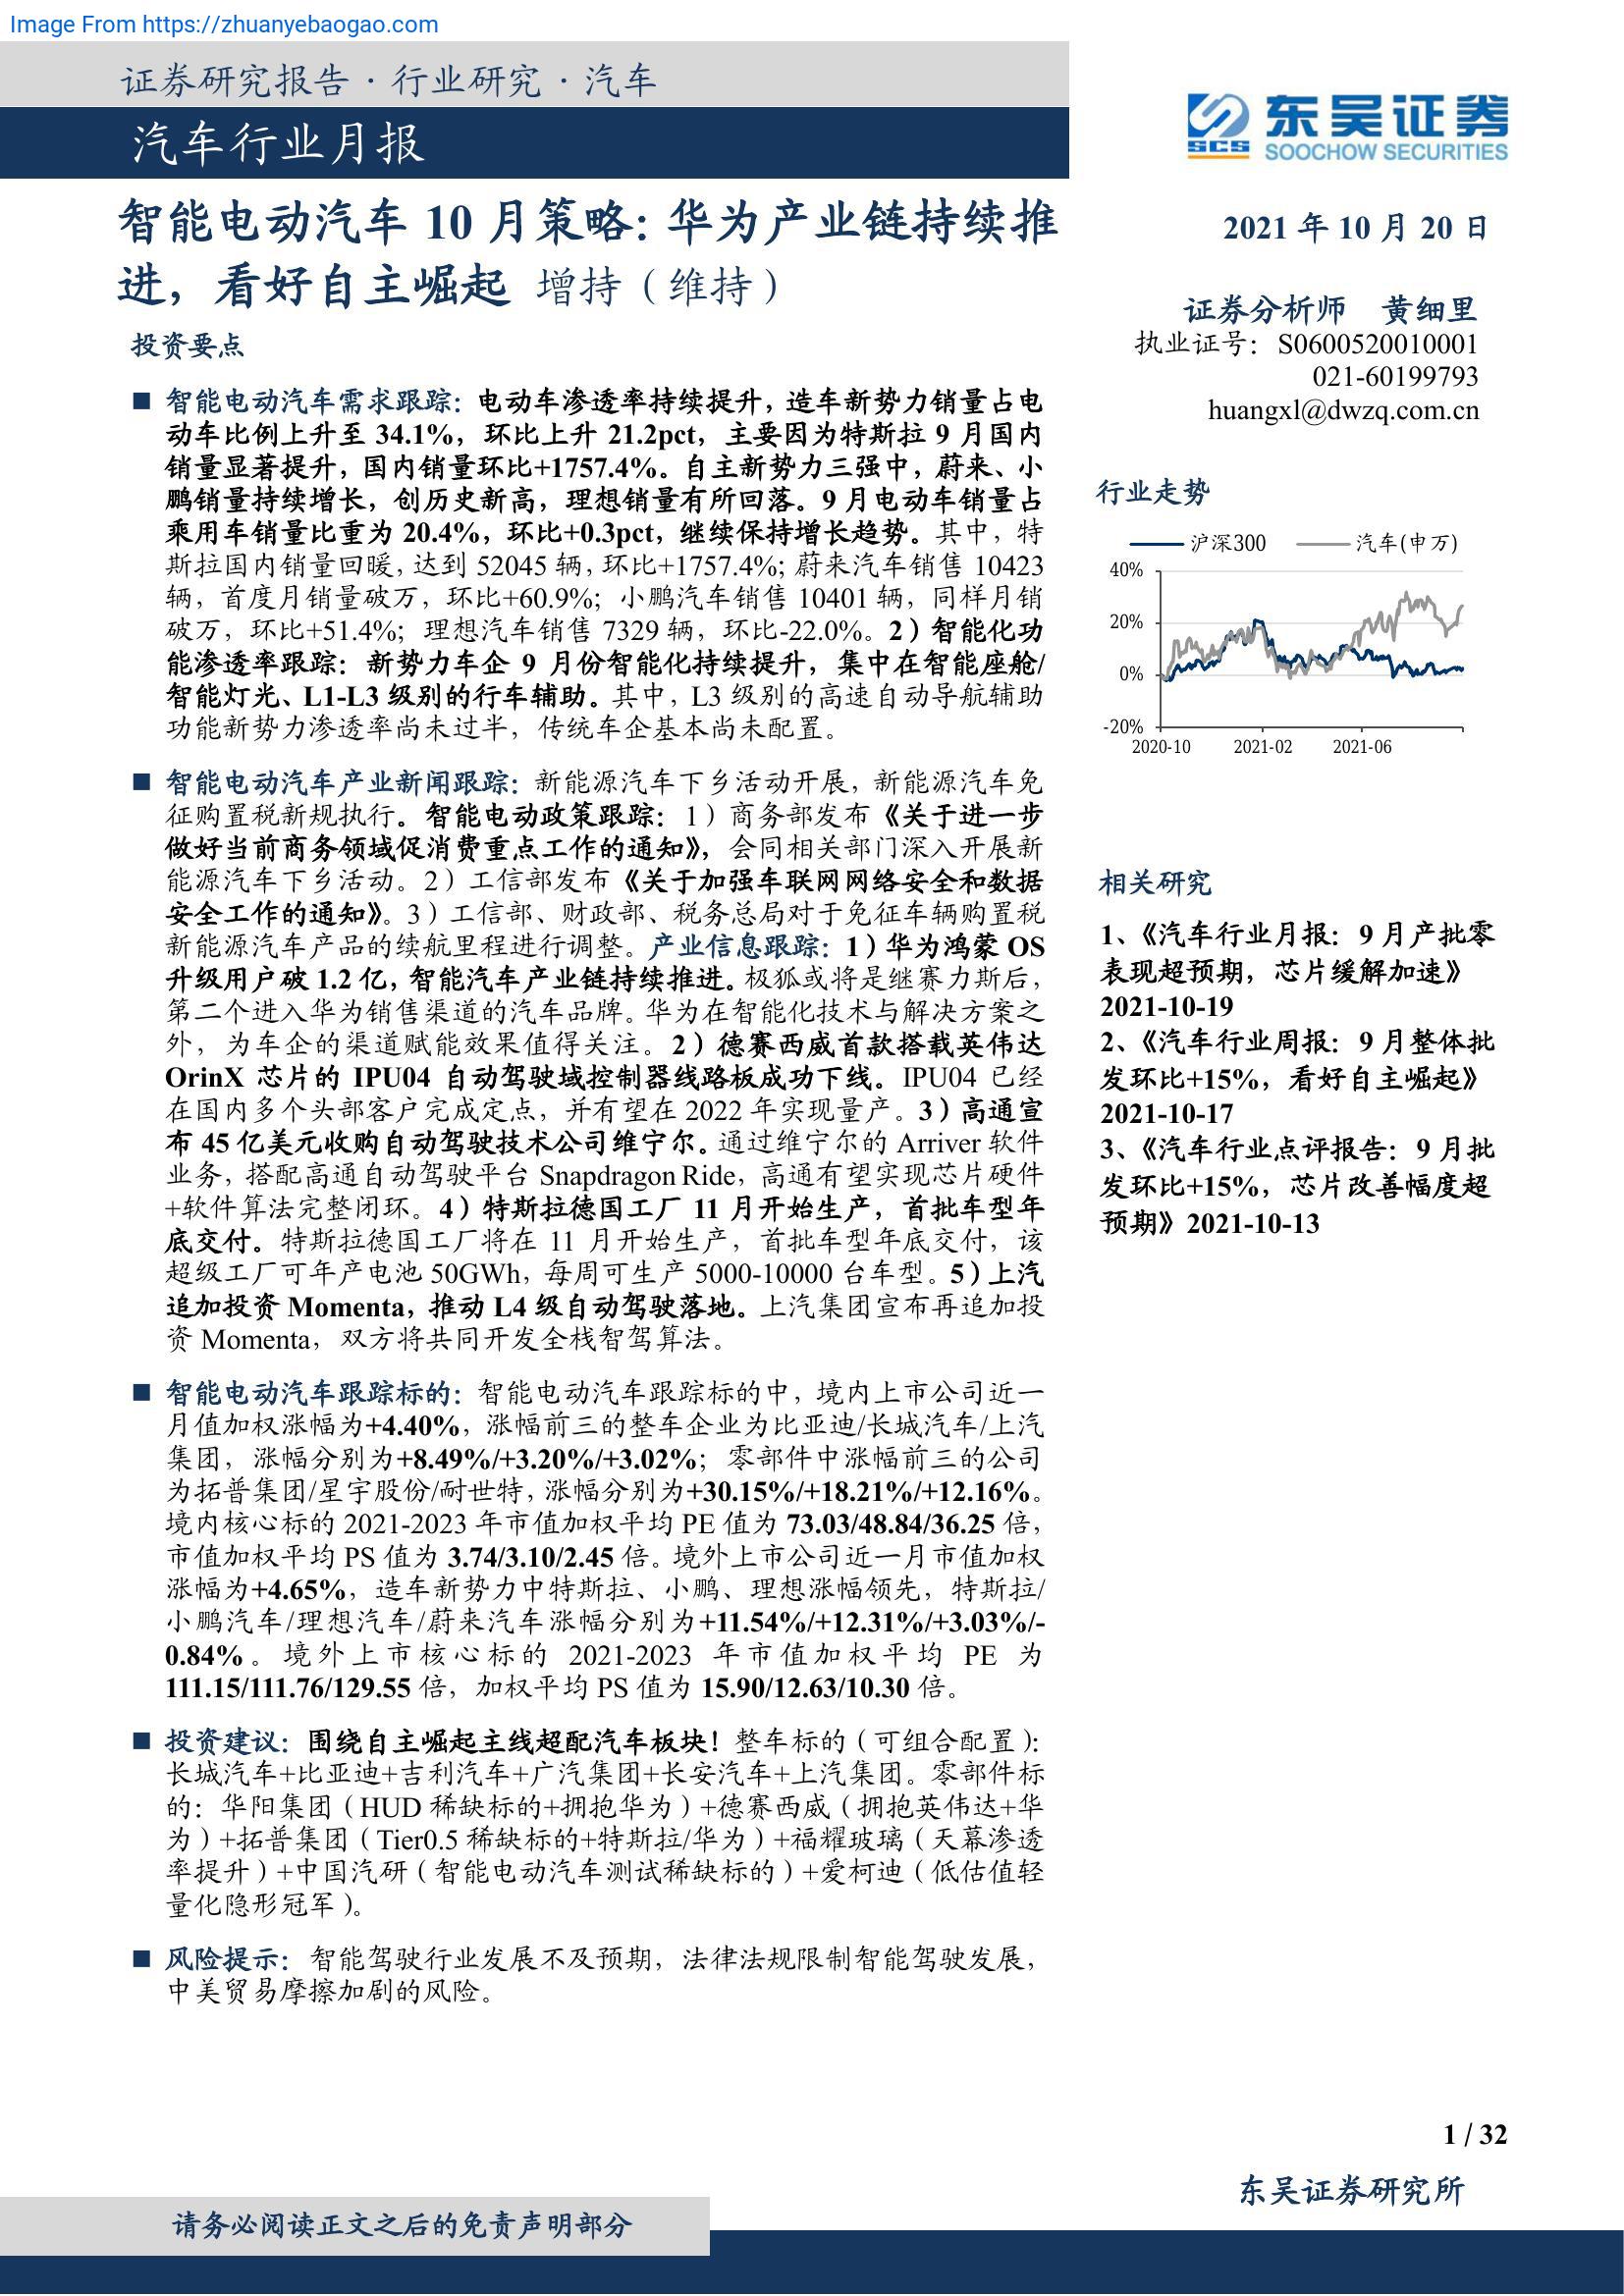 Image From https://zhuanyebaogao.com
证券研究报告·行业研究·汽车
汽车行业月报
东吴证券
SCS SOOCHOW SECURITIES
智能电动汽车 10 月策略：华为产业链持续推
进，看好自主崛起 增持（维持）
2021 年 10 月 20 日
证券分析师 黄细里
执业证号：S0600520010001
021-60199793
huangxl@dwzq.com.cn
行业走势
沪深300 汽车(申万)
40%
20%
0%
-20%
2020-10 2021-02 2021-06
相关研究
1、《汽车行业月报：9 月产批零
表现超预期，芯片缓解加速》
2021-10-19
2、《汽车行业周报：9 月整体批
发环比+15%，看好自主崛起》
2021-10-17
3、《汽车行业点评报告：9 月批
发环比+15%，芯片改善幅度超
预期》2021-10-13
投资要点
■ 智能电动汽车需求跟踪：电动车渗透率持续提升，造车新势力销量占电
动车比例上升至 34.1%，环比上升 21.2pct，主要因为特斯拉 9 月国内
销量显著提升，国内销量环比+1757.4%。自主新势力三强中，蔚来、小
鹏销量持续增长，创历史新高，理想销量有所回落。9 月电动车销量占
乘用车销量比重为 20.4%，环比+0.3pct，继续保持增长趋势。其中，特
斯拉国内销量回暖，达到 52045 辆，环比+1757.4%；蔚来汽车销售 10423
辆，首度月销量破万，环比+60.9%；小鹏汽车销售 10401 辆，同样月销
破万，环比+51.4%；理想汽车销售 7329 辆，环比-22.0%。2）智能化功
能渗透率跟踪：新势力车企 9 月份智能化持续提升，集中在智能座舱/
智能灯光、L1-L3 级别的行车辅助。其中，L3 级别的高速自动导航辅助
功能新势力渗透率尚未过半，传统车企基本尚未配置。
■ 智能电动汽车产业新闻跟踪：新能源汽车下乡活动开展，新能源汽车免
征购置税新规执行。智能电动政策跟踪：1）商务部发布《关于进一步
做好当前商务领域促消费重点工作的通知》，会同相关部门深入开展新
能源汽车下乡活动。2）工信部发布《关于加强车联网网络安全和数据
安全工作的通知》。3）工信部、财政部、税务总局对于免征车辆购置税
新能源汽车产品的续航里程进行调整。产业信息跟踪：1）华为鸿蒙 OS
升级用户破 1.2 亿，智能汽车产业链持续推进。极狐或将是继赛力斯后，
第二个进入华为销售渠道的汽车品牌。华为在智能化技术与解决方案之
外，为车企的渠道赋能效果值得关注。2）德赛西威首款搭载英伟达
OrinX 芯片的 IPU04 自动驾驶域控制器线路板成功下线。IPU04 已经
在国内多个头部客户完成定点，并有望在 2022 年实现量产。3）高通宣
布 45 亿美元收购自动驾驶技术公司维宁尔。通过维宁尔的 Arriver 软件
业务，搭配高通自动驾驶平台 Snapdragon Ride，高通有望实现芯片硬件
+软件算法完整闭环。4）特斯拉德国工厂 11 月开始生产，首批车型年
底交付。特斯拉德国工厂将在 11 月开始生产，首批车型年底交付，该
超级工厂可年产电池 50GWh，每周可生产 5000-10000 台车型。5）上汽
追加投资 Momenta，推动 L4 级自动驾驶落地。上汽集团宣布再追加投
资 Momenta，双方将共同开发全栈智驾算法。
■ 智能电动汽车跟踪标的：智能电动汽车跟踪标的中，境内上市公司近一
月值加权涨幅为+4.40%，涨幅前三的整车企业为比亚迪/长城汽车/上汽
集团，涨幅分别为+8.49%/+3.20%/+3.02%；零部件中涨幅前三的公司
为拓普集团/星宇股份/耐世特，涨幅分别为+30.15%/+18.21%/+12.16%。
境内核心标的 2021-2023 年市值加权平均 PE 值为 73.03/48.84/36.25 倍，
市值加权平均 PS 值为 3.74/3.10/2.45 倍。境外上市公司近一月市值加权
涨幅为+4.65%，造车新势力中特斯拉、小鹏、理想涨幅领先，特斯拉/
小鹏汽车/理想汽车/蔚来汽车涨幅分别为+11.54%/+12.31%/+3.03%/-
0.84%。境外上市核心标的 2021-2023 年市值加权平均 PE 为
111.15/111.76/129.55 倍，加权平均 PS 值为 15.90/12.63/10.30 倍。
■ 投资建议：围绕自主崛起主线超配汽车板块！整车标的（可组合配置）：
长城汽车+比亚迪+吉利汽车+广汽集团+长安汽车+上汽集团。零部件标
的：华阳集团（HUD 稀缺标的+拥抱华为）+德赛西威（拥抱英伟达+华
为）+拓普集团（Tier0.5 稀缺标的+特斯拉/华为）+福耀玻璃（天幕渗透
率提升）+中国汽研（智能电动汽车测试稀缺标的）+爱柯迪（低估值轻
量化隐形冠军）。
■ 风险提示：智能驾驶行业发展不及预期，法律法规限制智能驾驶发展，
中美贸易摩擦加剧的风险。
1 / 32
东吴证券研究所
请务必阅读正文之后的免责声明部分